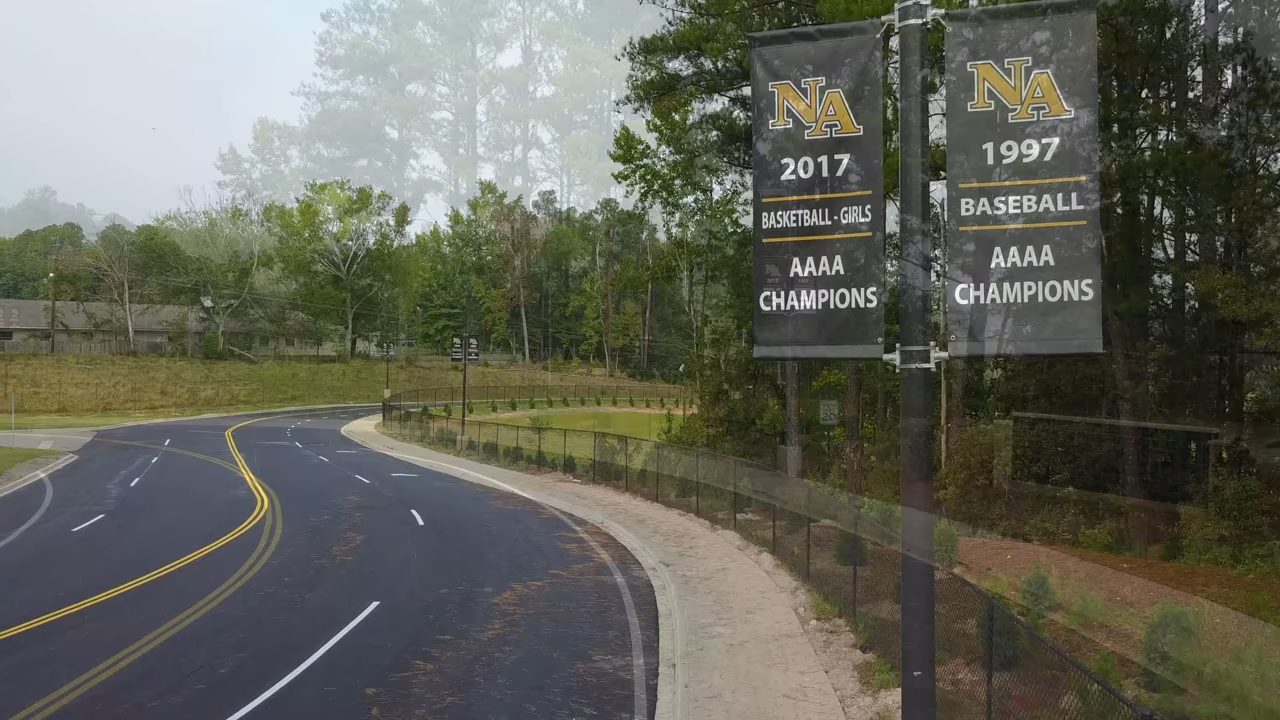 NA
2017
BASKETBALL - GIRLS
AAAA
CHAMPIONS
NA
1997
BASEBALL
AAAA
CHAMPIONS